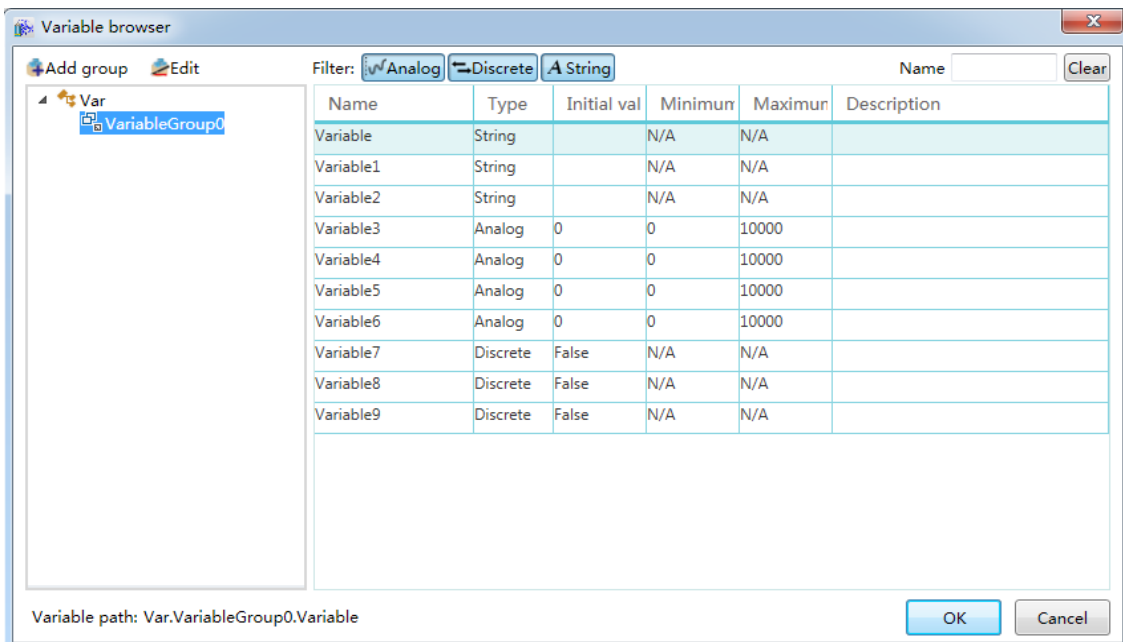 Variable browser
Add group Edit Filter: Analog Discrete A String Name Clear
Var
VariableGroup0
Name Type Initial val Minimum Maximum Description
Variable String N/A N/A
Variable1 String N/A N/A
Variable2 String N/A N/A
Variable3 Analog 0 0 10000
Variable4 Analog 0 0 10000
Variable5 Analog 0 0 10000
Variable6 Analog 0 0 10000
Variable7 Discrete False N/A N/A
Variable8 Discrete False N/A N/A
Variable9 Discrete False N/A N/A
Variable path: Var.VariableGroup0.Variable OK Cancel